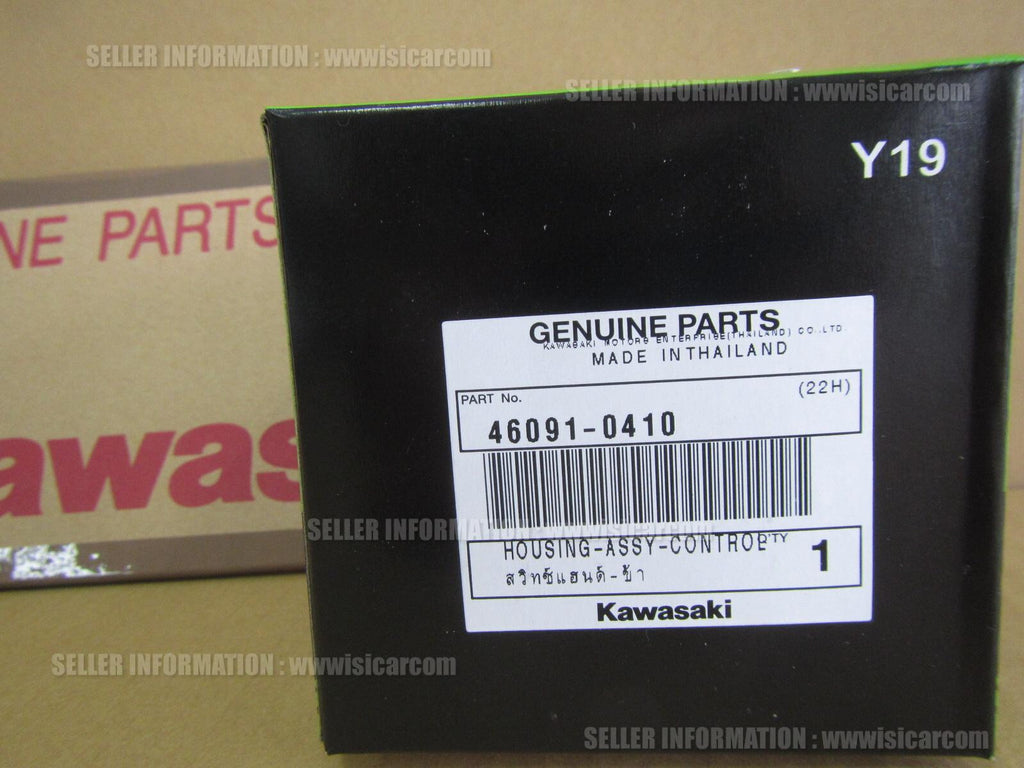 SELLER INFORMATION : wwwisicarcom
SELLER INFORMATION : wwwisicarcom
Y19
NE PARTS
GENUINE PARTS
KAWASAKI MOTORS ENTERPRISE(THAILAND) CO.,LTD
MADE INTHAILAND
PART No.
(22H)
46091-0410
awas
SELLER INFORMATION : wwwisicarcom
HOUSING-ASSY-CONTROL
TY
1
สวิทช์แฮนด์-ข้า
Kawasaki
SELLER INFORMATION : wwwisicarcom
SELLER INFORMATION : wwwisicarcom